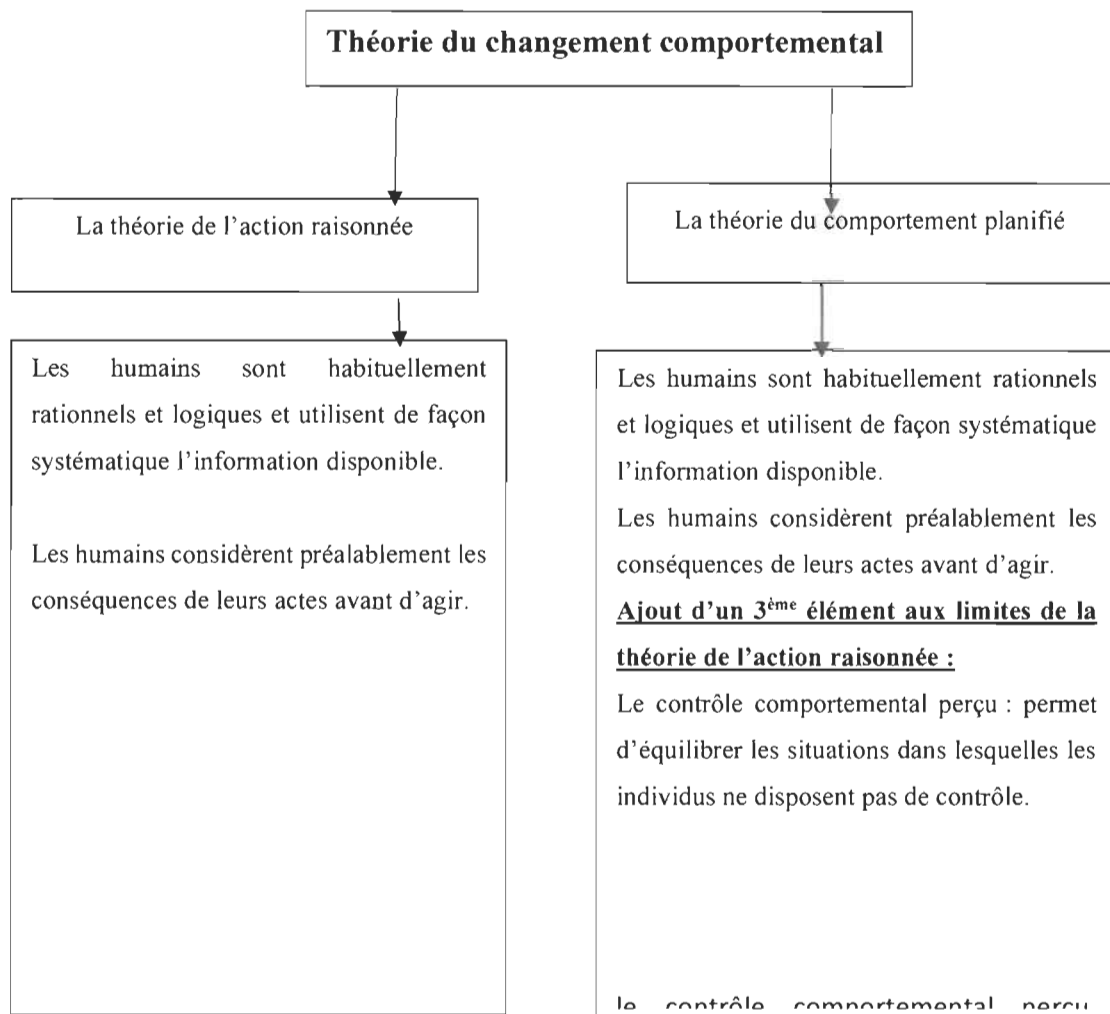 Théorie du changement comportemental
La théorie de l'action raisonnée
La théorie du comportement planifié
Les humains sont habituellement
rationnels et logiques et utilisent de façon
systématique l'information disponible.
Les humains considèrent préalablement les
conséquences de leurs actes avant d'agir.
Les humains sont habituellement rationnels
et logiques et utilisent de façon systématique
l'information disponible.
Les humains considèrent préalablement les
conséquences de leurs actes avant d'agir.
Ajout d'un 3ème élément aux limites de la
théorie de l'action raisonnée :
Le contrôle comportemental perçu : permet
d'équilibrer les situations dans lesquelles les
individus ne disposent pas de contrôle.
le contrôle comportemental perçu